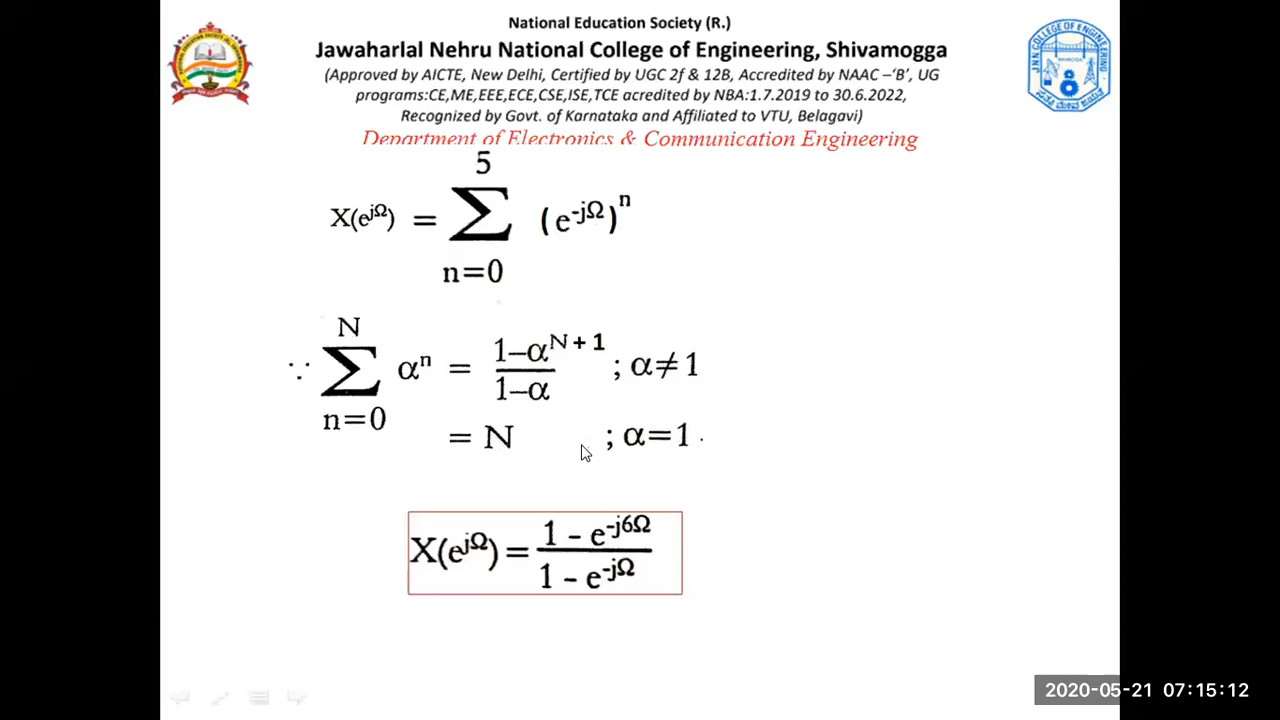 National Education Society (R.)
Jawaharlal Nehru National College of Engineering, Shivamogga
(Approved by AICTE, New Delhi, Certified by UGC 2f & 12B, Accredited by NAAC –‘B’, UG
programs:CE,ME,EEE,ECE,CSE,ISE,TCE acredited by NBA:1.7.2019 to 30.6.2022,
Recognized by Govt. of Karnataka and Affiliated to VTU, Belagavi)
Department of Electronics & Communication Engineering
X(e^{jΩ}) = \sum_{n=0}^{5} (e^{-jΩ})^n
∵ \sum_{n=0}^{N} α^n = \frac{1–α^{N+1}}{1–α} ; α≠1
= N ; α=1 .
X(e^{jΩ}) = \frac{1 - e^{-j6Ω}}{1 - e^{-jΩ}}
2020-05-21 07:15:12